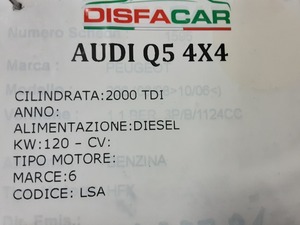 DISFACAR
AUDI Q5 4X4
Marca :
CILINDRATA:2000 TDI
ANNO:
ALIMENTAZIONE:DIESEL
KW:120 – CV:
TIPO MOTORE:
MARCE:6
CODICE: LSA